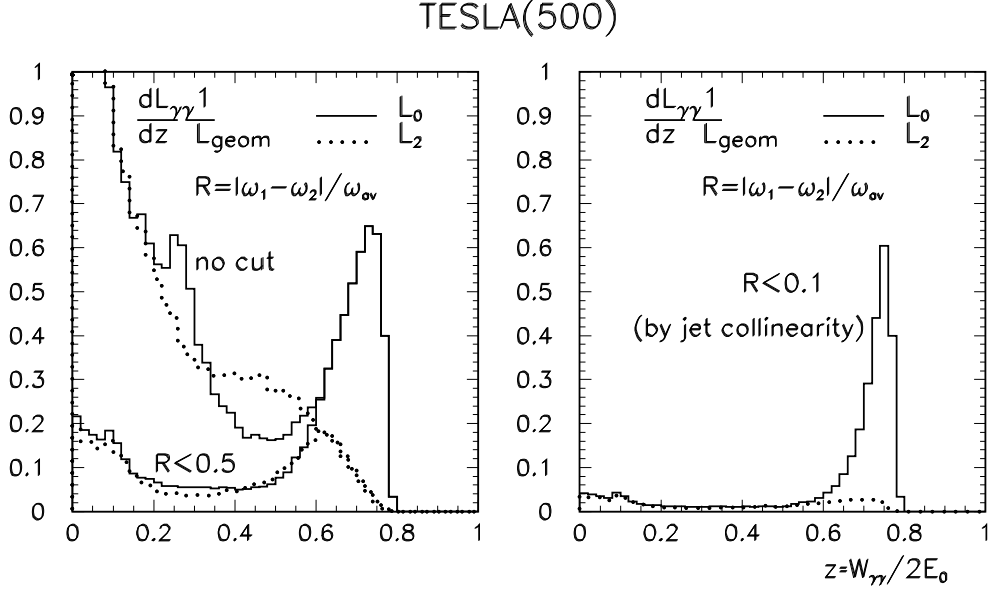 TESLA(500)
dLγγ 1
dz Lgeom
L0
L2
R=|ω1−ω2|/ωav
no cut
R<0.5
1
0.9
0.8
0.7
0.6
0.5
0.4
0.3
0.2
0.1
0
0 0.2 0.4 0.6 0.8 1
dLγγ 1
dz Lgeom
L0
L2
R=|ω1−ω2|/ωav
R<0.1
(by jet collinearity)
1
0.9
0.8
0.7
0.6
0.5
0.4
0.3
0.2
0.1
0
0 0.2 0.4 0.6 0.8 1
z=Wγγ/2E0